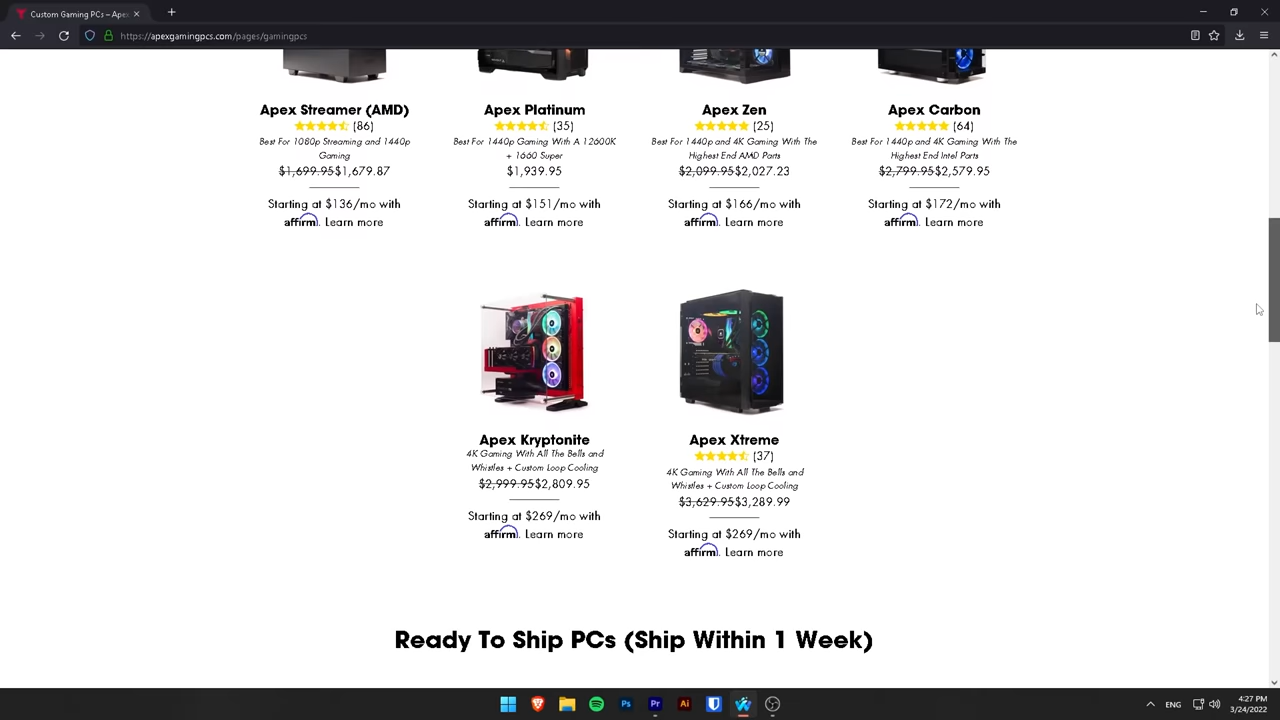 Custom Gaming PCs – Apex
https://apexgamingpcs.com/pages/gamingpcs
Apex Streamer (AMD)
(86)
Best For 1080p Streaming and 1440p
Gaming
$1,699.95$1,679.87
Starting at $136/mo with
affirm. Learn more
Apex Platinum
(35)
Best For 1440p Gaming With A 12600K
+ 1660 Super
$1,939.95
Starting at $151/mo with
affirm. Learn more
Apex Zen
(25)
Best For 1440p and 4K Gaming With The
Highest End AMD Parts
$2,099.95$2,027.23
Starting at $166/mo with
affirm. Learn more
Apex Carbon
(64)
Best For 1440p and 4K Gaming With The
Highest End Intel Parts
$2,799.95$2,579.95
Starting at $172/mo with
affirm. Learn more
Apex Kryptonite
4K Gaming With All The Bells and
Whistles + Custom Loop Cooling
$2,999.95$2,809.95
Starting at $269/mo with
affirm. Learn more
Apex Xtreme
(37)
4K Gaming With All The Bells and
Whistles + Custom Loop Cooling
$3,629.95$3,289.99
Starting at $269/mo with
affirm. Learn more
Ready To Ship PCs (Ship Within 1 Week)
Ps
Pr
Ai
ENG
4:27 PM
3/24/2022